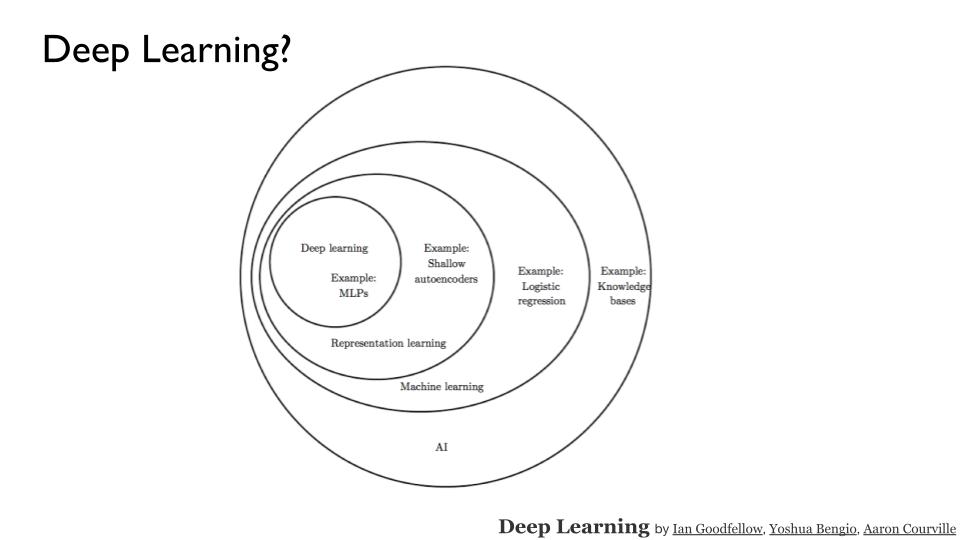 Deep Learning?
Deep learning
Example:
MLPs
Example:
Shallow
autoencoders
Example:
Logistic
regression
Example:
Knowledge
bases
Representation learning
Machine learning
AI
Deep Learning by Ian Goodfellow, Yoshua Bengio, Aaron Courville